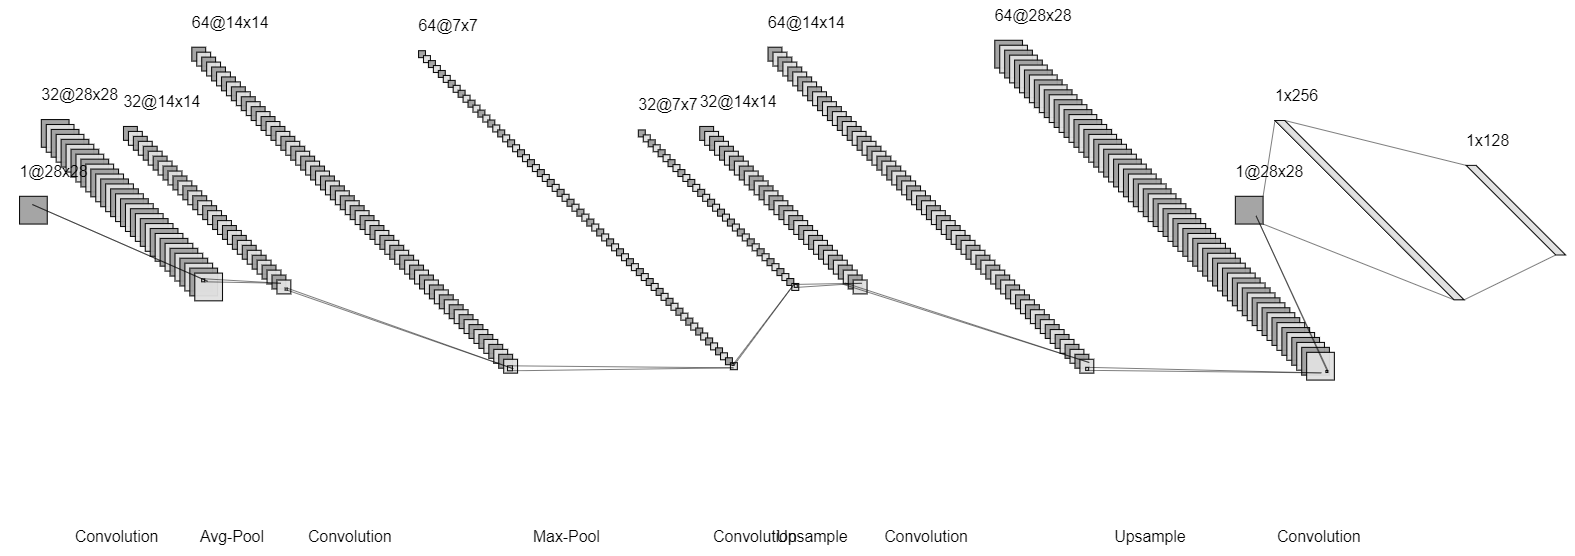 1@28x28
32@28x28
32@14x14
64@14x14
64@7x7
32@7x7
32@14x14
64@14x14
64@28x28
1@28x28
1x256
1x128
Convolution
Avg-Pool
Convolution
Max-Pool
Convolution
Upsample
Convolution
Upsample
Convolution